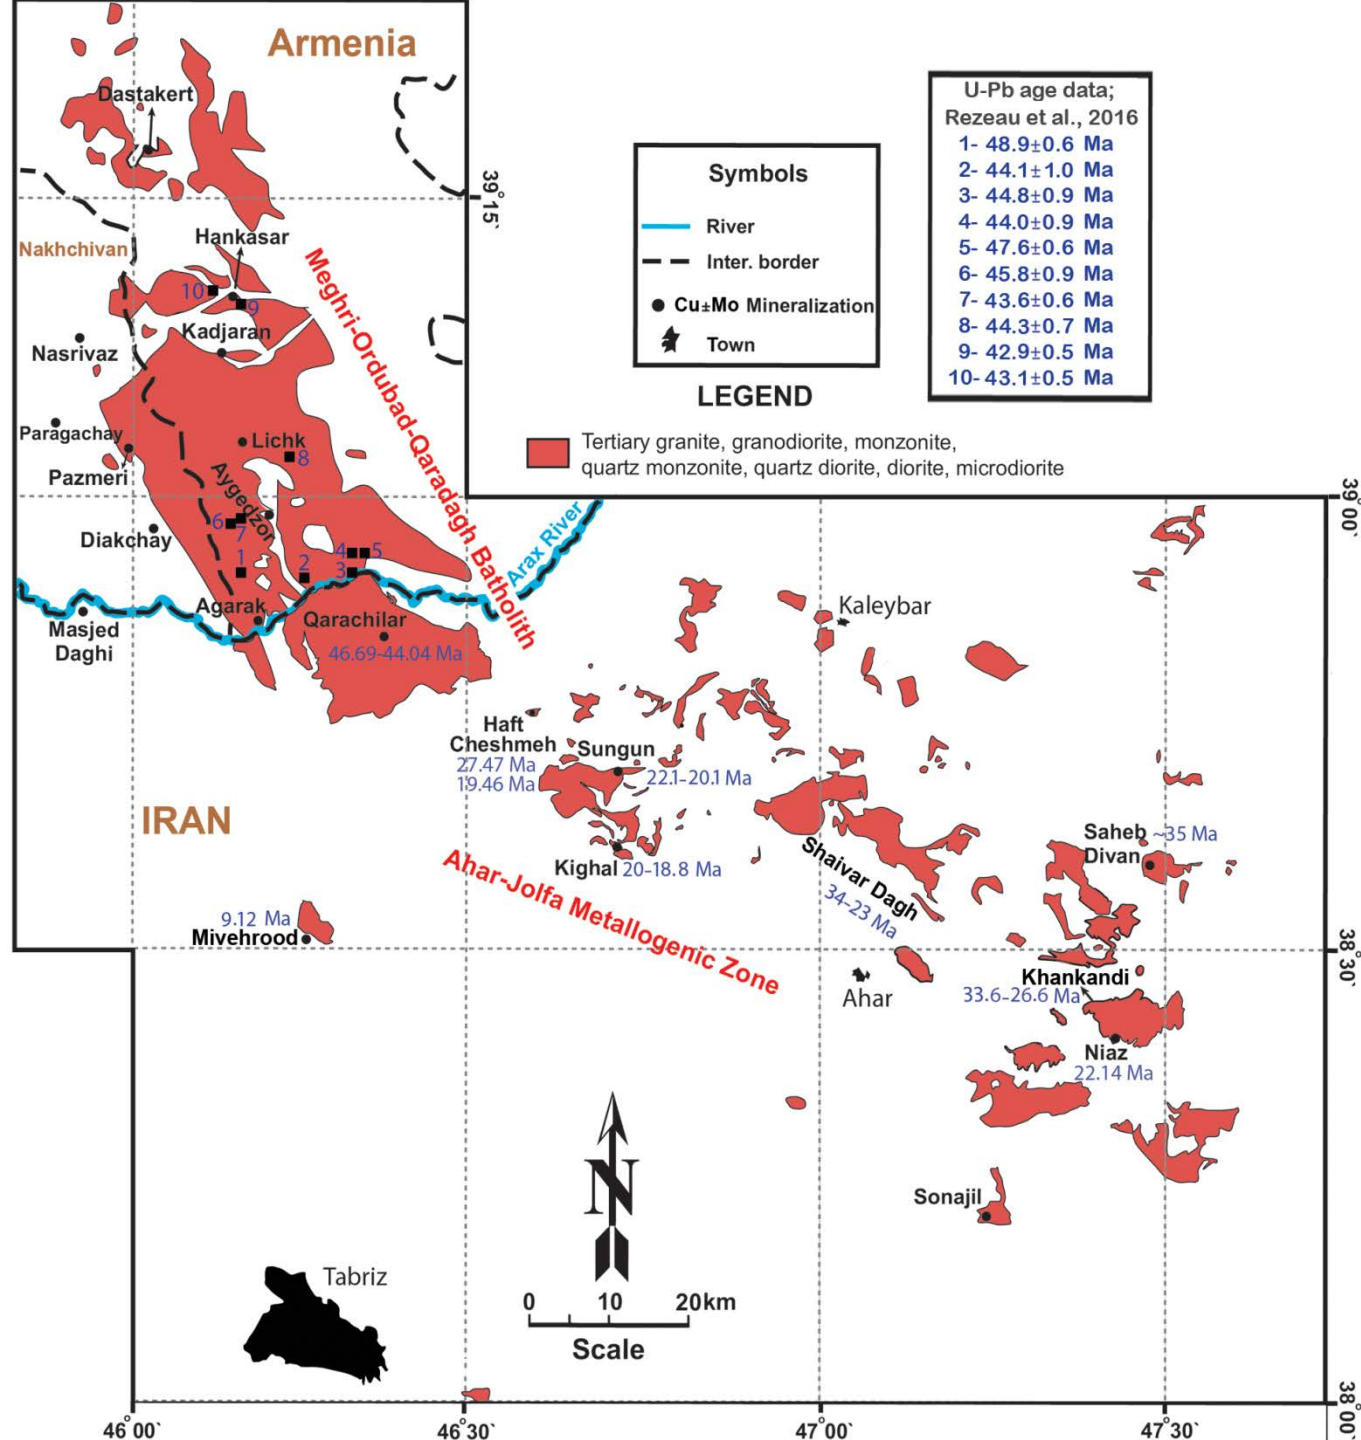 Armenia
Dastakert
39°15`
Nakhchivan
Hankasar
10
9
Kadjaran
Nasrivaz
Paragachay
Pazmeri
Lichk
8
Aygedzor
6
7
Diakchay
1
2
4
5
3
Agarak
Masjed
Daghi
Qarachilar
46.69-44.04 Ma
Meghri-Ordubad-Qaradagh Batholith
Arax River
Symbols
River
Inter. border
Cu±Mo Mineralization
Town
LEGEND
Tertiary granite, granodiorite, monzonite,
quartz monzonite, quartz diorite, diorite, microdiorite
U-Pb age data;
Rezeau et al., 2016
1- 48.9±0.6 Ma
2- 44.1±1.0 Ma
3- 44.8±0.9 Ma
4- 44.0±0.9 Ma
5- 47.6±0.6 Ma
6- 45.8±0.9 Ma
7- 43.6±0.6 Ma
8- 44.3±0.7 Ma
9- 42.9±0.5 Ma
10- 43.1±0.5 Ma
39°00`
Kaleybar
Haft
Cheshmeh
27.47 Ma
19.46 Ma
Sungun
22.1-20.1 Ma
IRAN
Kighal 20-18.8 Ma
Shaivar Dagh
34-23 Ma
Saheb ~35 Ma
Divan
Ahar-Jolfa Metallogenic Zone
9.12 Ma
Mivehrood
38°30`
Ahar
Khankandi
33.6-26.6 Ma
Niaz
22.14 Ma
Sonajil
N
Tabriz
0 10 20km
Scale
38°00`
46°00` 46°30` 47°00` 47°30`